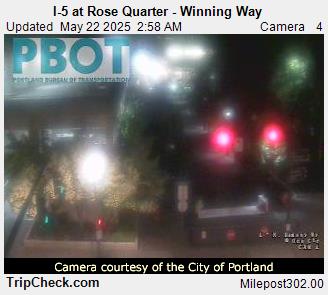 I-5 at Rose Quarter - Winning Way
Updated May 22 2025 2:58 AM Camera 4
PBOT
PORTLAND BUREAU OF TRANSPORTATION
Camera courtesy of the City of Portland
TripCheck.com Milepost302.00